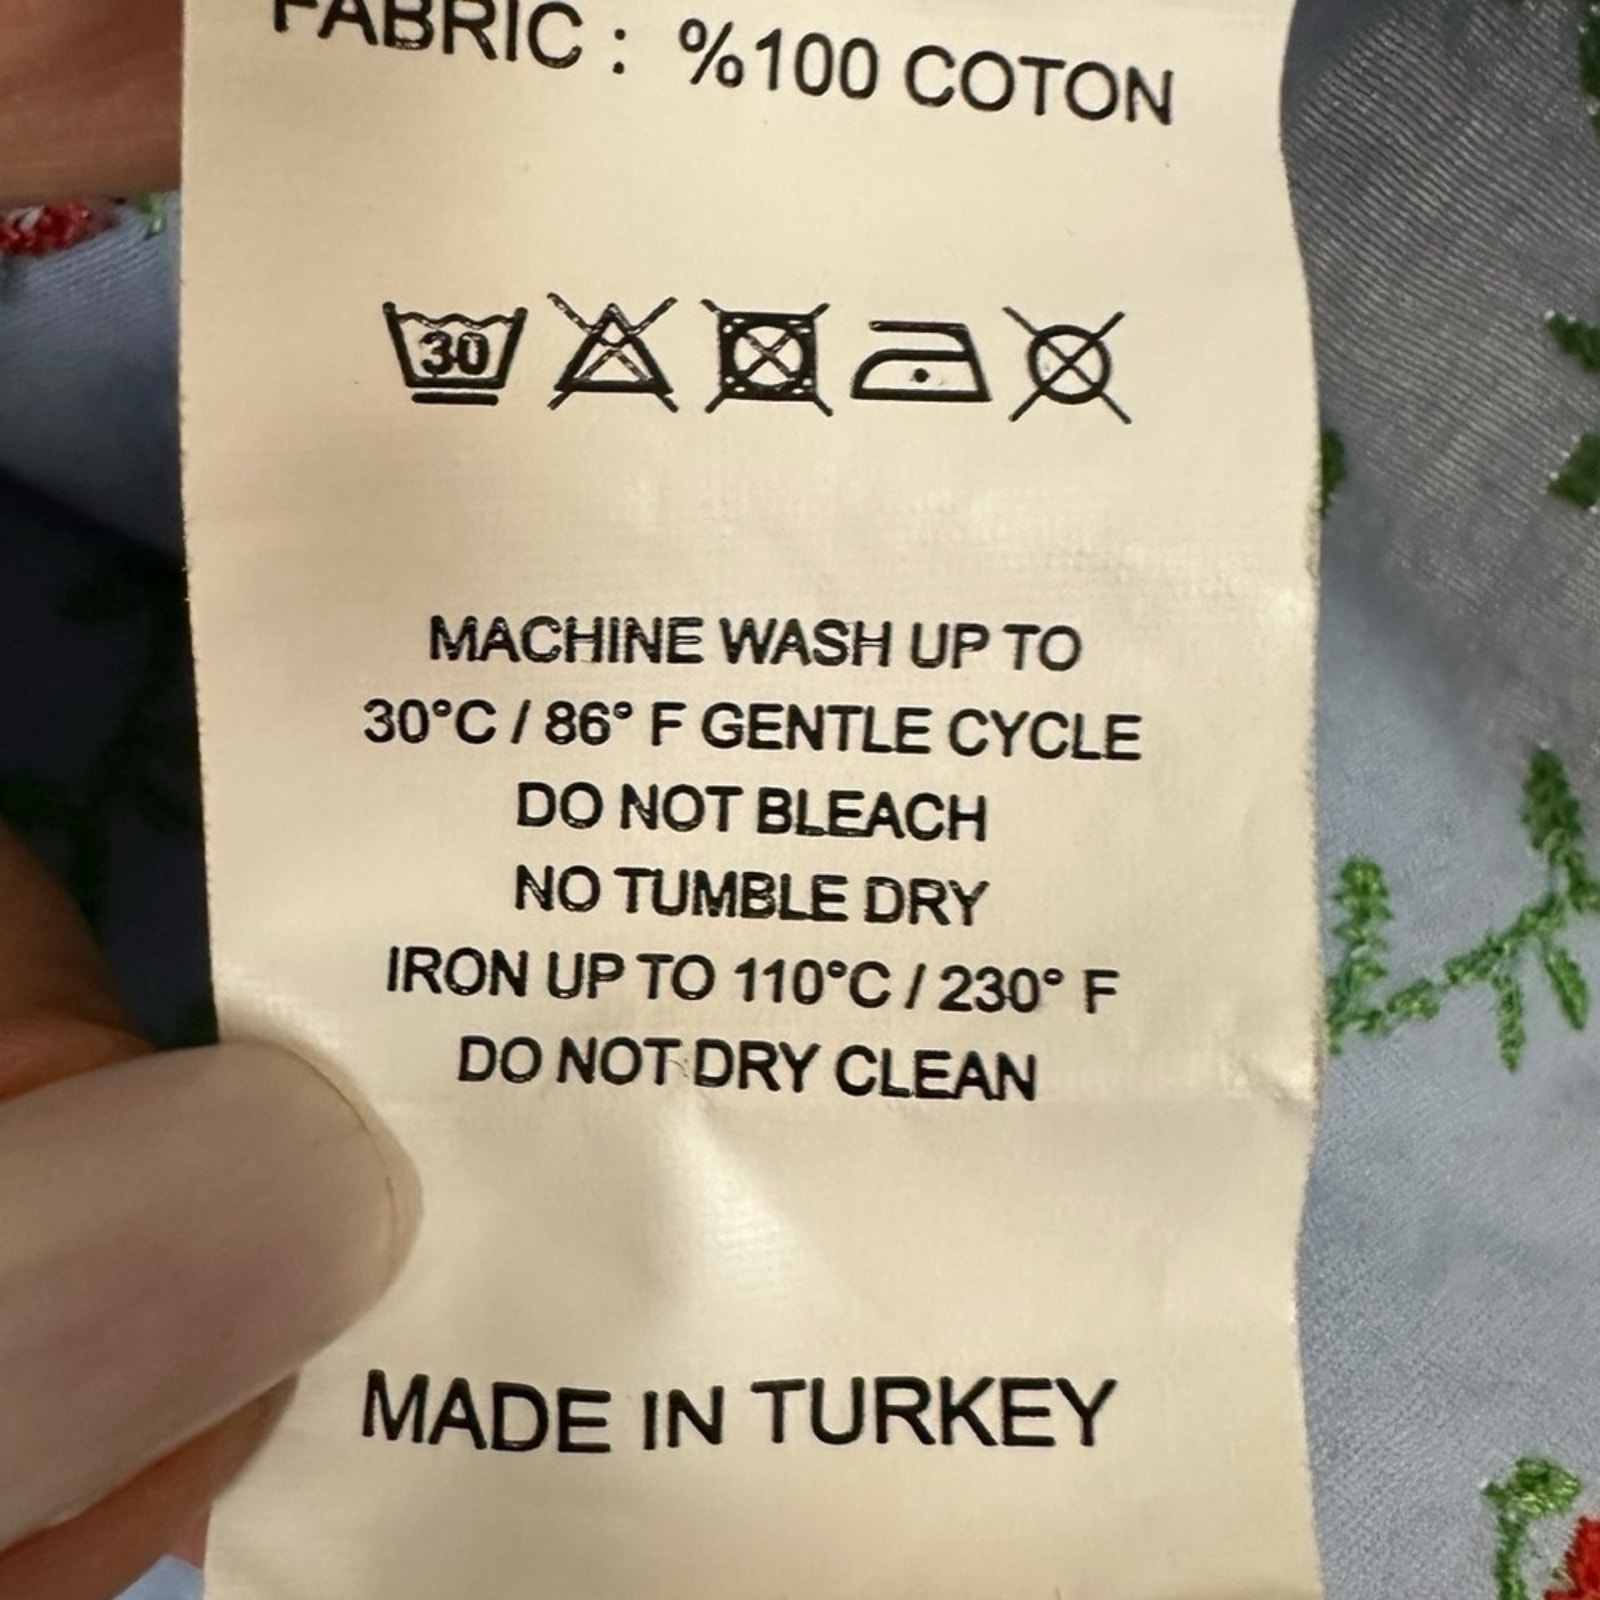 FABRIC : %100 COTON
30
MACHINE WASH UP TO
30°C / 86° F GENTLE CYCLE
DO NOT BLEACH
NO TUMBLE DRY
IRON UP TO 110°C / 230° F
DO NOT DRY CLEAN
MADE IN TURKEY